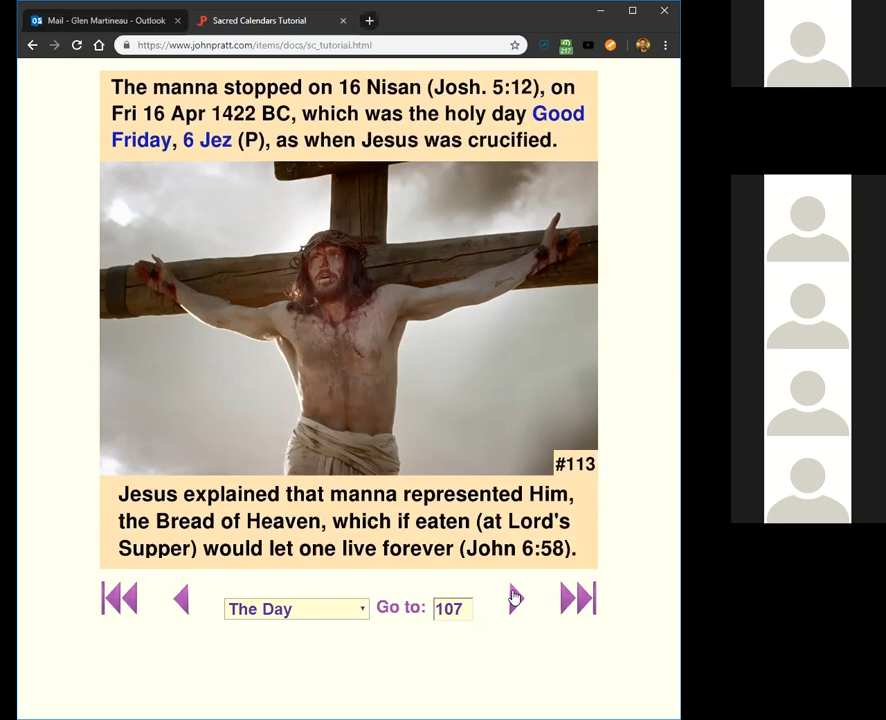 Mail - Glen Martineau - Outlook
Sacred Calendars Tutorial
https://www.johnpratt.com/items/docs/sc_tutorial.html
217
The manna stopped on 16 Nisan (Josh. 5:12), on
Fri 16 Apr 1422 BC, which was the holy day Good
Friday, 6 Jez (P), as when Jesus was crucified.
#113
Jesus explained that manna represented Him,
the Bread of Heaven, which if eaten (at Lord's
Supper) would let one live forever (John 6:58).
The Day Go to: 107